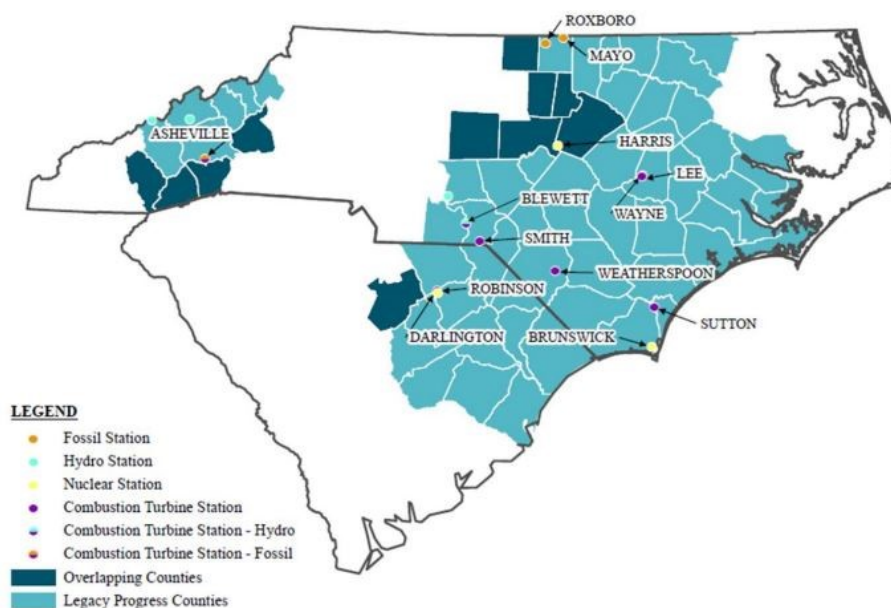 ROXBORO
MAYO
ASHEVILLE
HARRIS
LEE
BLEWETT
WAYNE
SMITH
WEATHERSPOON
ROBINSON
SUTTON
DARLINGTON
BRUNSWICK
LEGEND
Fossil Station
Hydro Station
Nuclear Station
Combustion Turbine Station
Combustion Turbine Station - Hydro
Combustion Turbine Station - Fossil
Overlapping Counties
Legacy Progress Counties